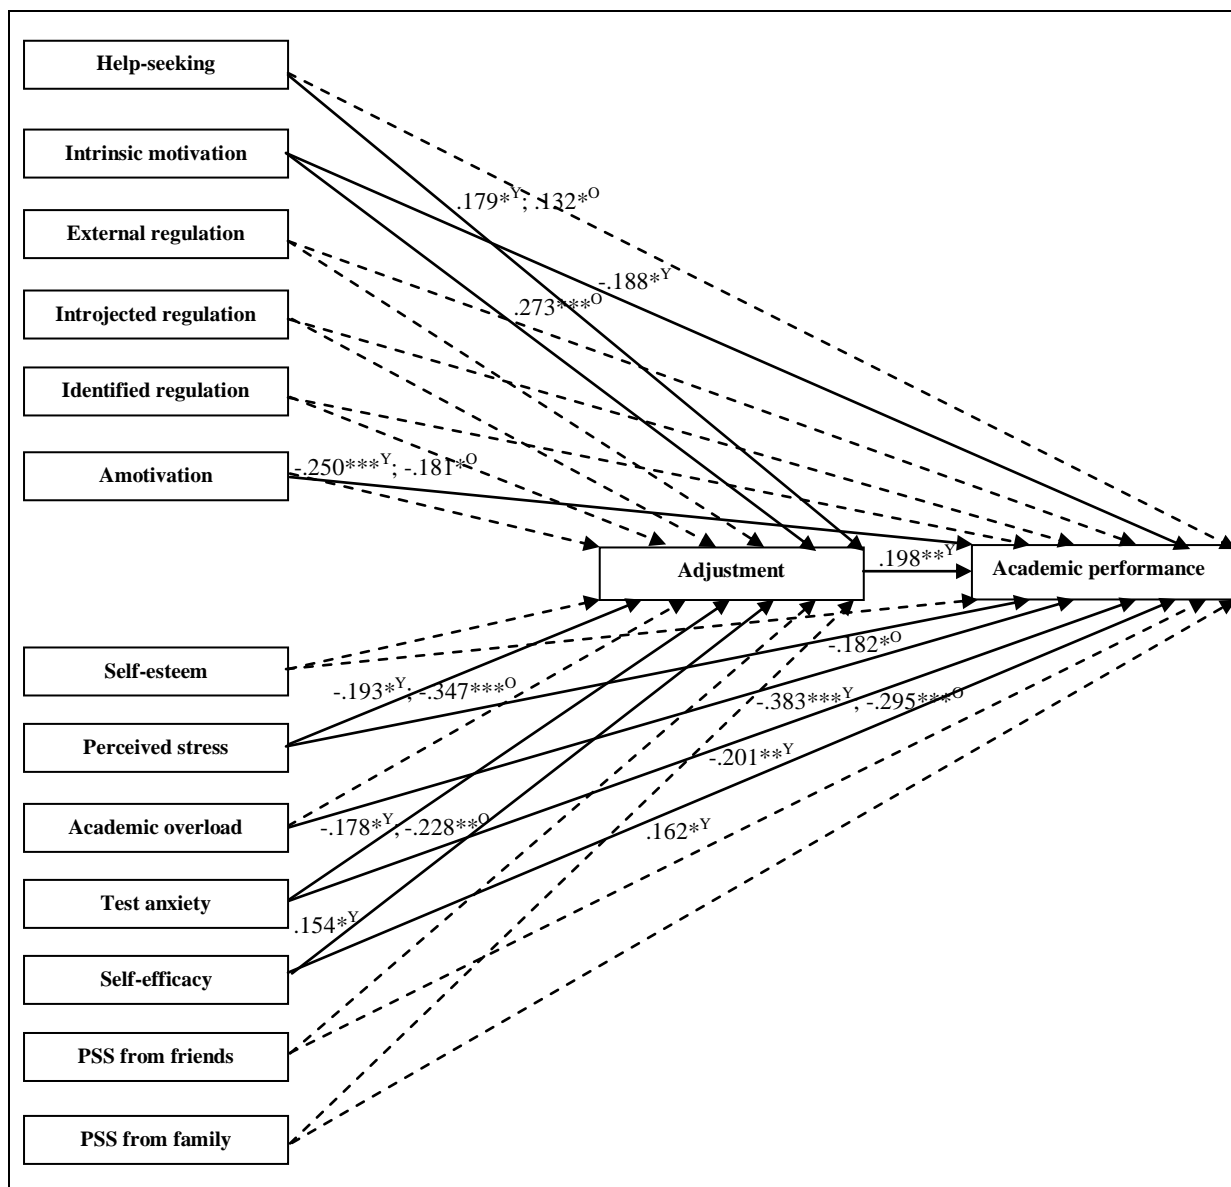 Help-seeking
Intrinsic motivation
.179*Y; .132*O
External regulation
-.188*Y
.273***O
Introjected regulation
Identified regulation
Amotivation
-.250***Y; -.181*O
Adjustment
.198**Y
Academic performance
Self-esteem
-.182*O
-.193*Y; -.347***O
-.383***Y, -.295***O
Perceived stress
-.201**Y
Academic overload
-.178*Y; -.228**O
.162*Y
Test anxiety
.154*Y
Self-efficacy
PSS from friends
PSS from family